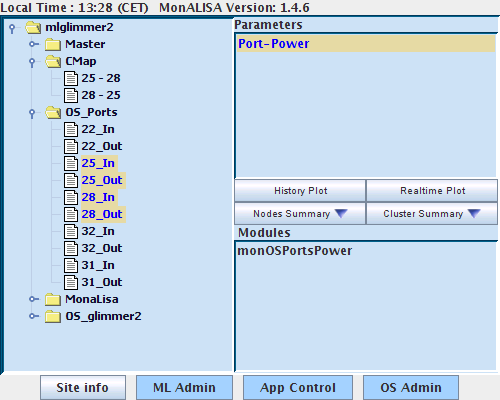 Local Time : 13:28 (CET) MonALISA Version: 1.4.6
mlglimmer2
Master
CMap
25 - 28
28 - 25
OS_Ports
22_In
22_Out
25_In
25_Out
28_In
28_Out
32_In
32_Out
31_In
31_Out
MonaLisa
OS_glimmer2
Parameters
Port-Power
History Plot Realtime Plot
Nodes Summary Cluster Summary
Modules
monOSPortsPower
Site info ML Admin App Control OS Admin